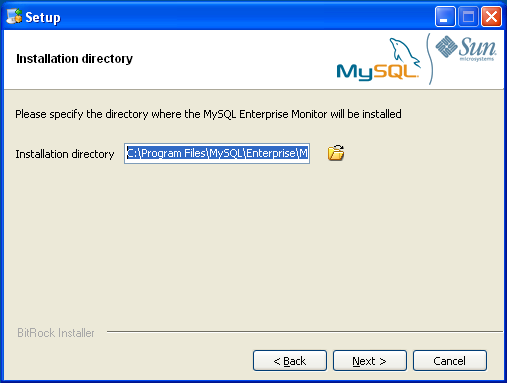 Setup
Installation directory
MySQL
Sun
microsystems
Please specify the directory where the MySQL Enterprise Monitor will be installed
Installation directory
C:\Program Files\MySQL\Enterprise\M
BitRock Installer
< Back
Next >
Cancel